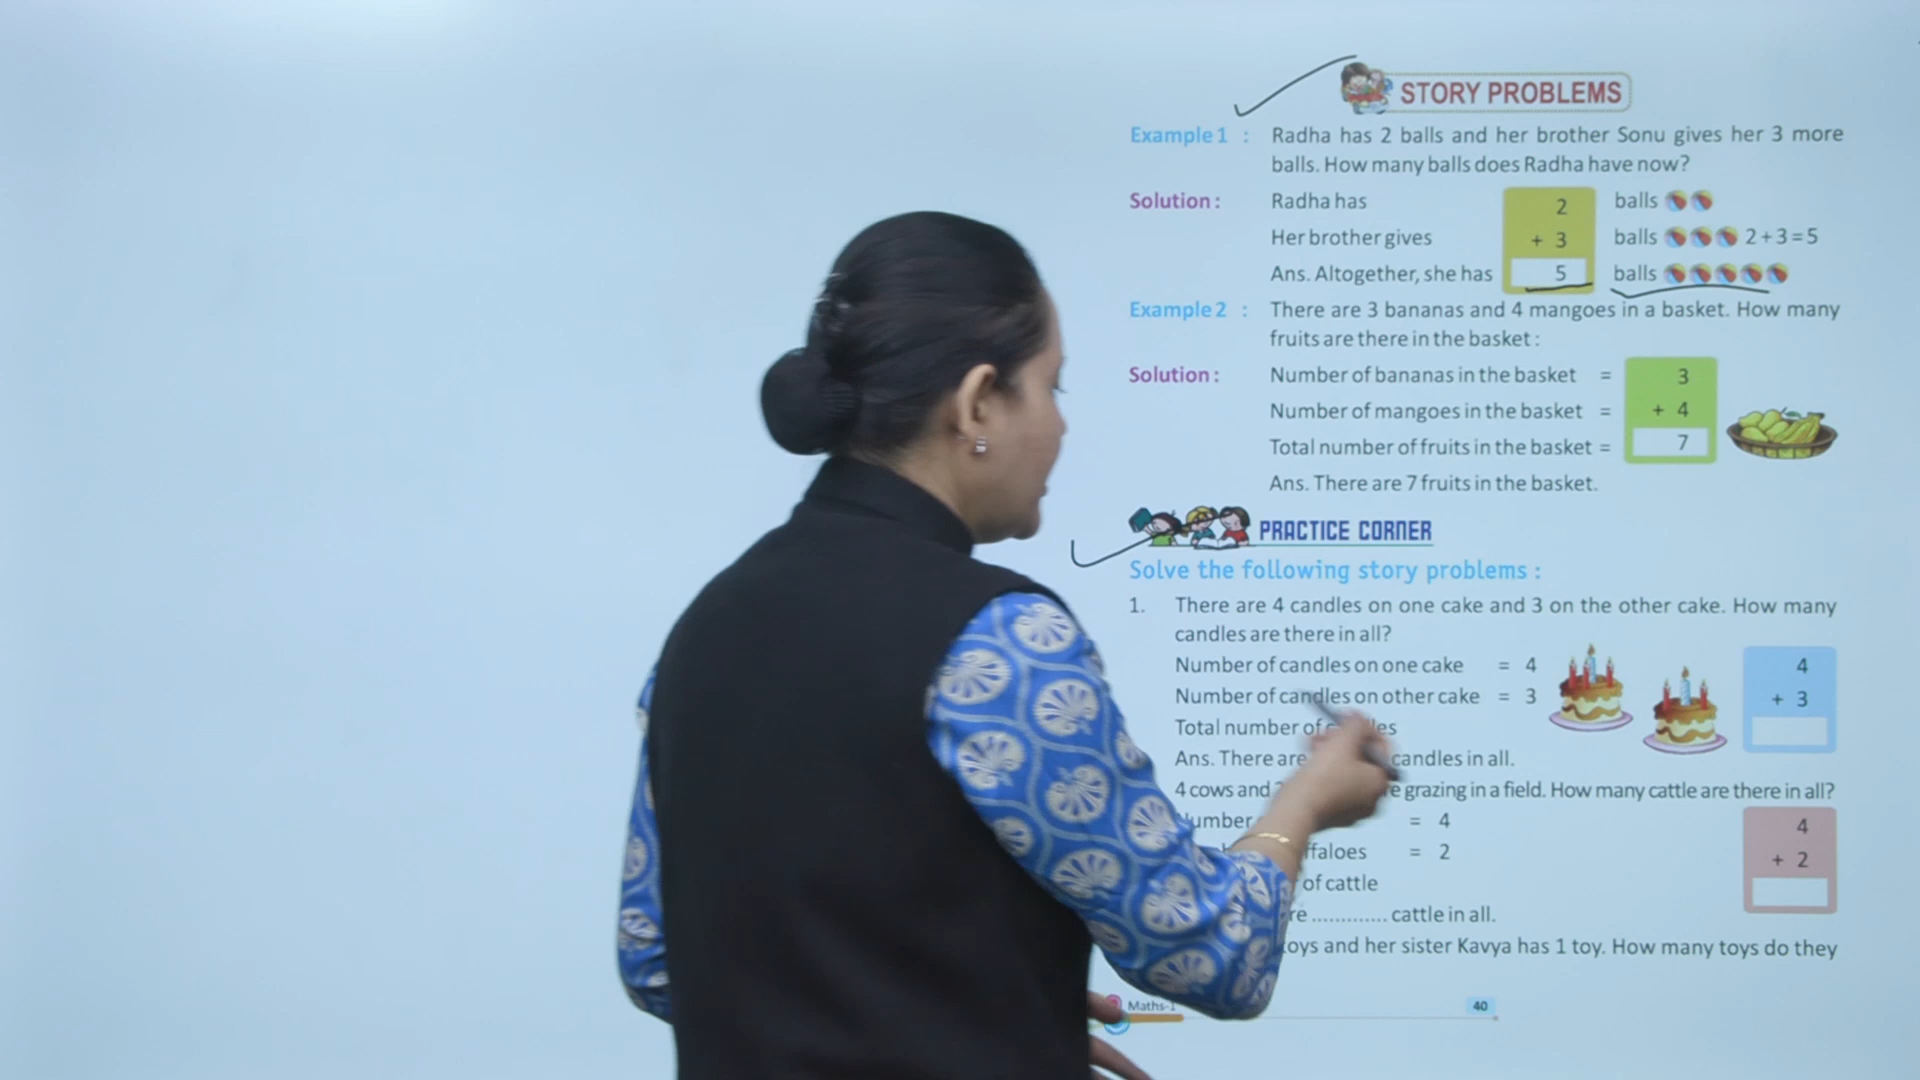 STORY PROBLEMS
Example 1 : Radha has 2 balls and her brother Sonu gives her 3 more
balls. How many balls does Radha have now?
Solution : Radha has 2 balls
Her brother gives + 3 balls 2 + 3 = 5
Ans. Altogether, she has 5 balls
Example 2 : There are 3 bananas and 4 mangoes in a basket. How many
fruits are there in the basket :
Solution : Number of bananas in the basket = 3
Number of mangoes in the basket = + 4
Total number of fruits in the basket = 7
Ans. There are 7 fruits in the basket.
PRACTICE CORNER
Solve the following story problems :
1. There are 4 candles on one cake and 3 on the other cake. How many
candles are there in all?
Number of candles on one cake = 4 4
Number of candles on other cake = 3 + 3
Total number of
Ans. There are candles in all.
4 cows and grazing in a field. How many cattle are there in all?
= 4 4
= 2 + 2
of cattle
............. cattle in all.
toys and her sister Kavya has 1 toy. How many toys do they
Maths-1 40